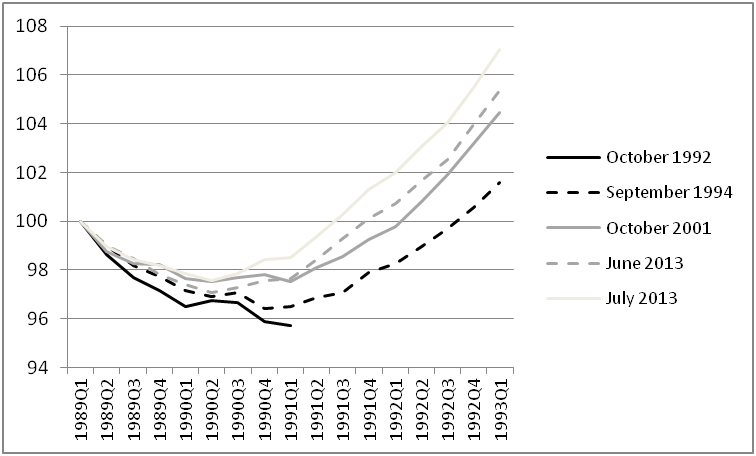 108
106
104
102
100
98
96
94
1989Q1
1989Q2
1989Q3
1989Q4
1990Q1
1990Q2
1990Q3
1990Q4
1991Q1
1991Q2
1991Q3
1991Q4
1992Q1
1992Q2
1992Q3
1992Q4
1993Q1
October 1992
September 1994
October 2001
June 2013
July 2013